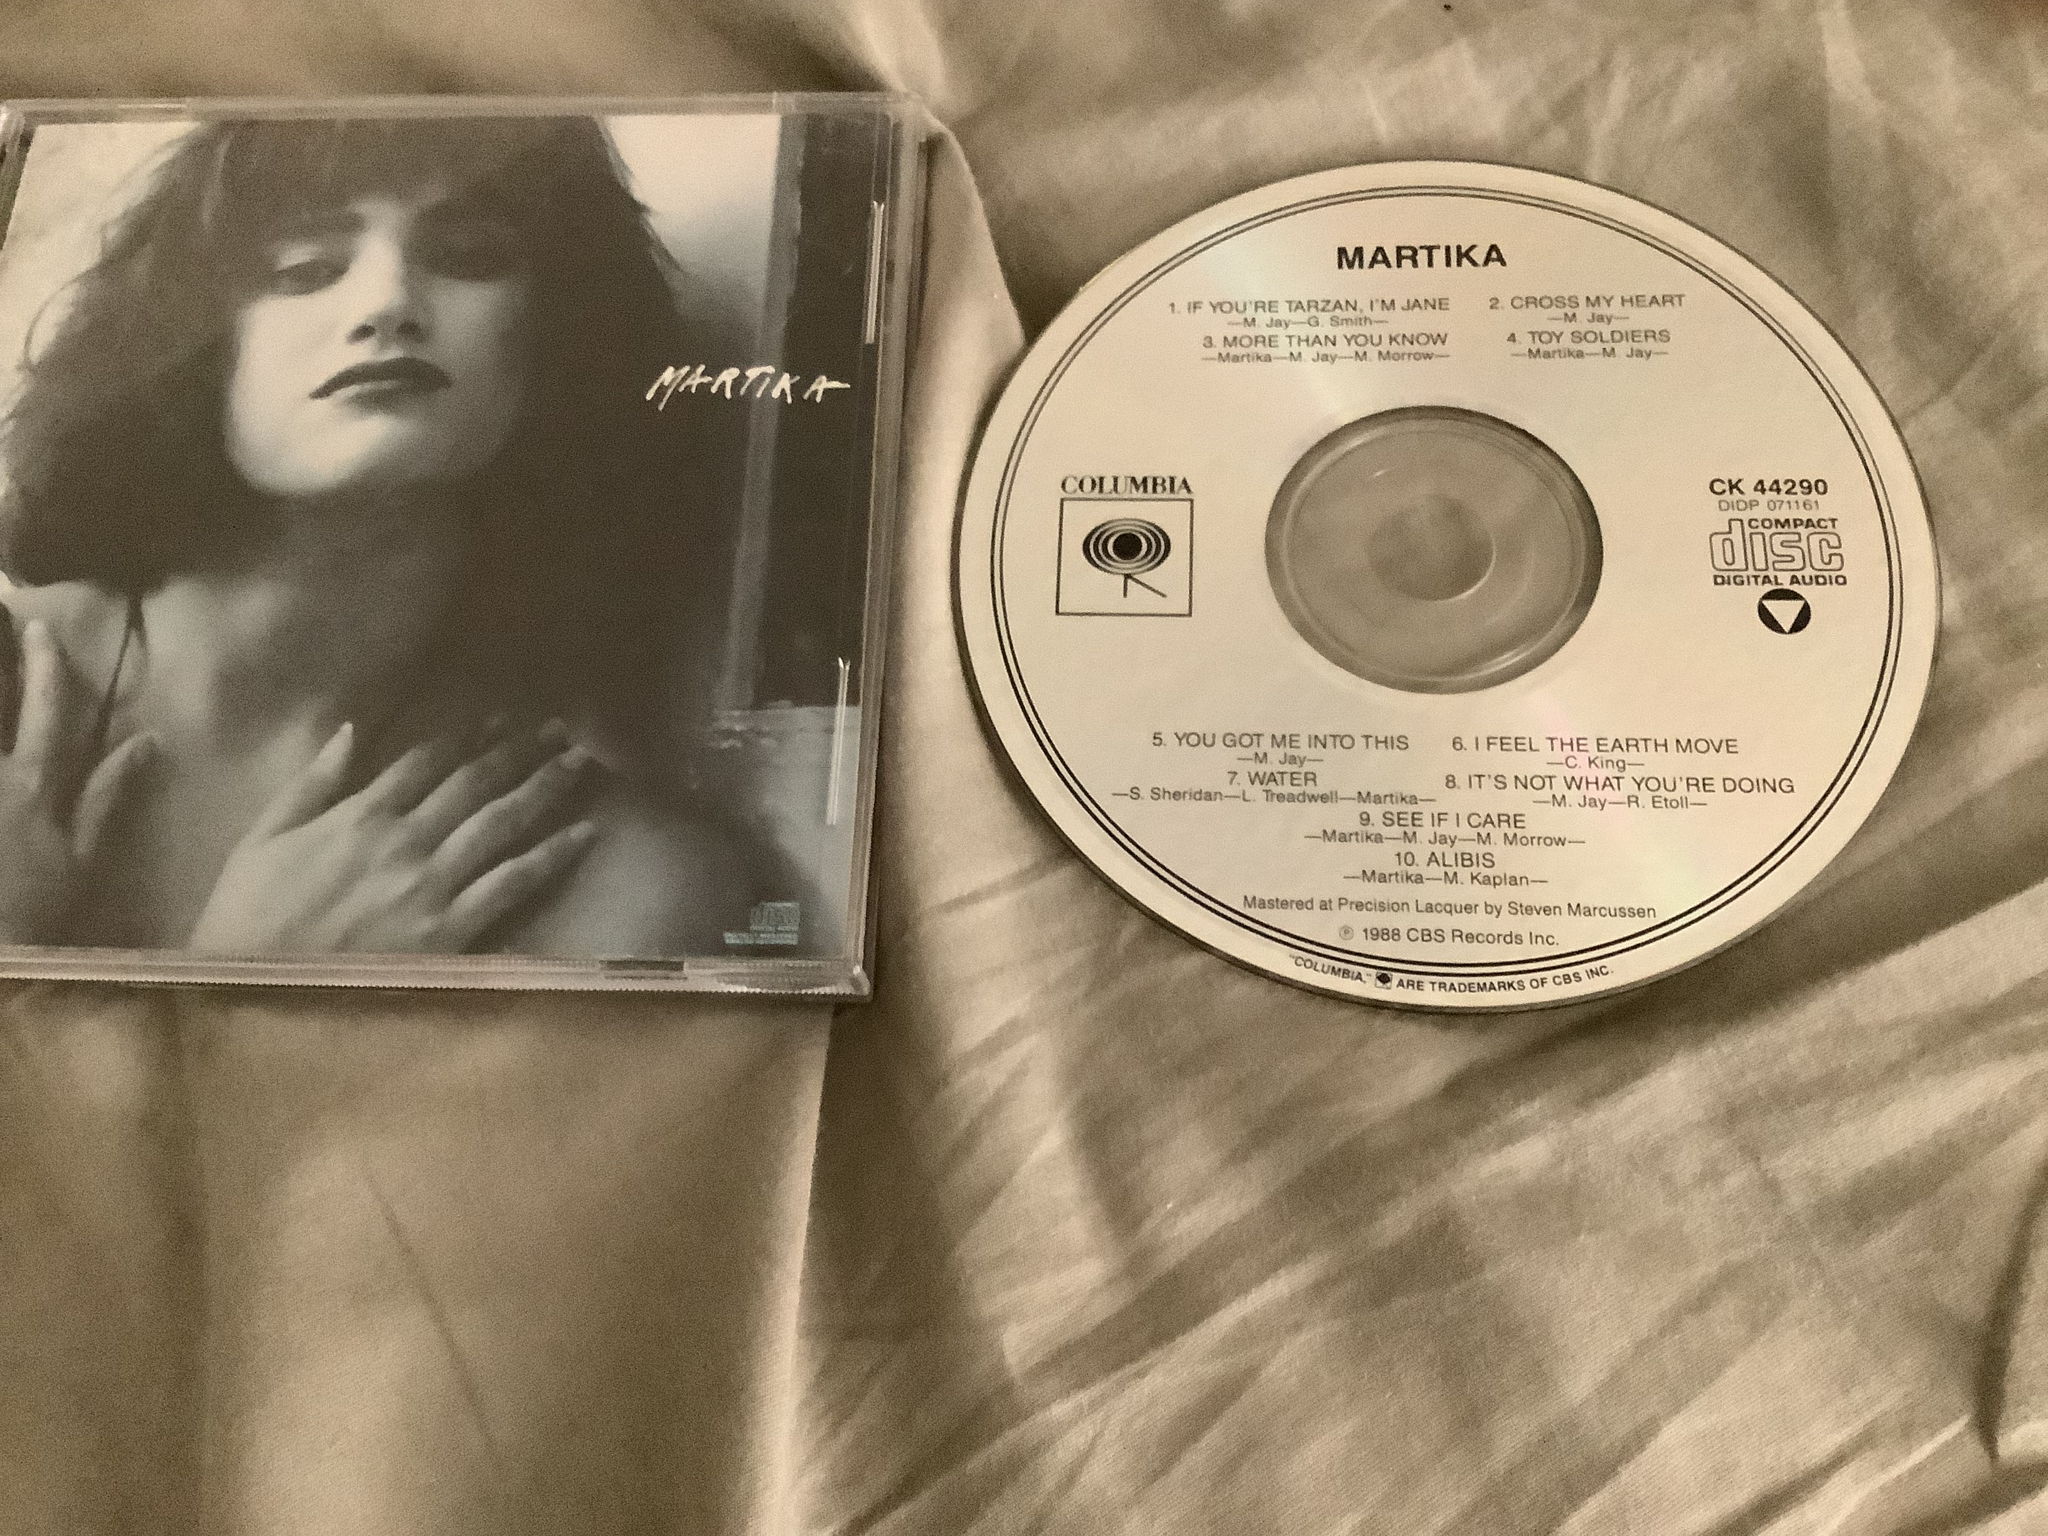 MARTIKA
MARTIKA
1. IF YOU'RE TARZAN, I'M JANE
—M. Jay—G. Smith—
2. CROSS MY HEART
—M. Jay—
3. MORE THAN YOU KNOW
—Martika—M. Jay—M. Morrow—
4. TOY SOLDIERS
—Martika—M. Jay—
COLUMBIA
CK 44290
DIDP 071161
COMPACT
disc
DIGITAL AUDIO
5. YOU GOT ME INTO THIS
—M. Jay—
6. I FEEL THE EARTH MOVE
—C. King—
7. WATER
—S. Sheridan—L. Treadwell—Martika—
8. IT'S NOT WHAT YOU'RE DOING
—M. Jay—R. Etoll—
9. SEE IF I CARE
—Martika—M. Jay—M. Morrow—
10. ALIBIS
—Martika—M. Kaplan—
Mastered at Precision Lacquer by Steven Marcussen
℗ 1988 CBS Records Inc.
"COLUMBIA," ARE TRADEMARKS OF CBS INC.
COMPACT
disc
DIGITAL AUDIO